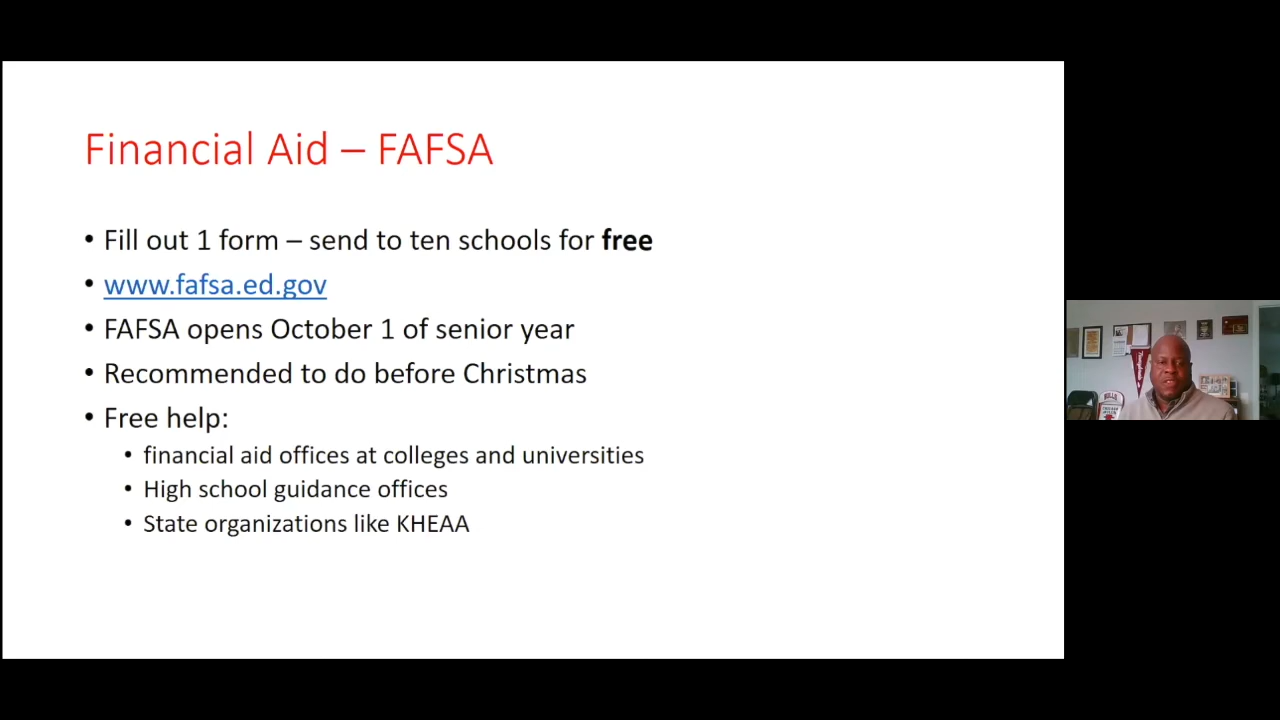 Financial Aid – FAFSA
• Fill out 1 form – send to ten schools for free
• www.fafsa.ed.gov
• FAFSA opens October 1 of senior year
• Recommended to do before Christmas
• Free help:
• financial aid offices at colleges and universities
• High school guidance offices
• State organizations like KHEAA